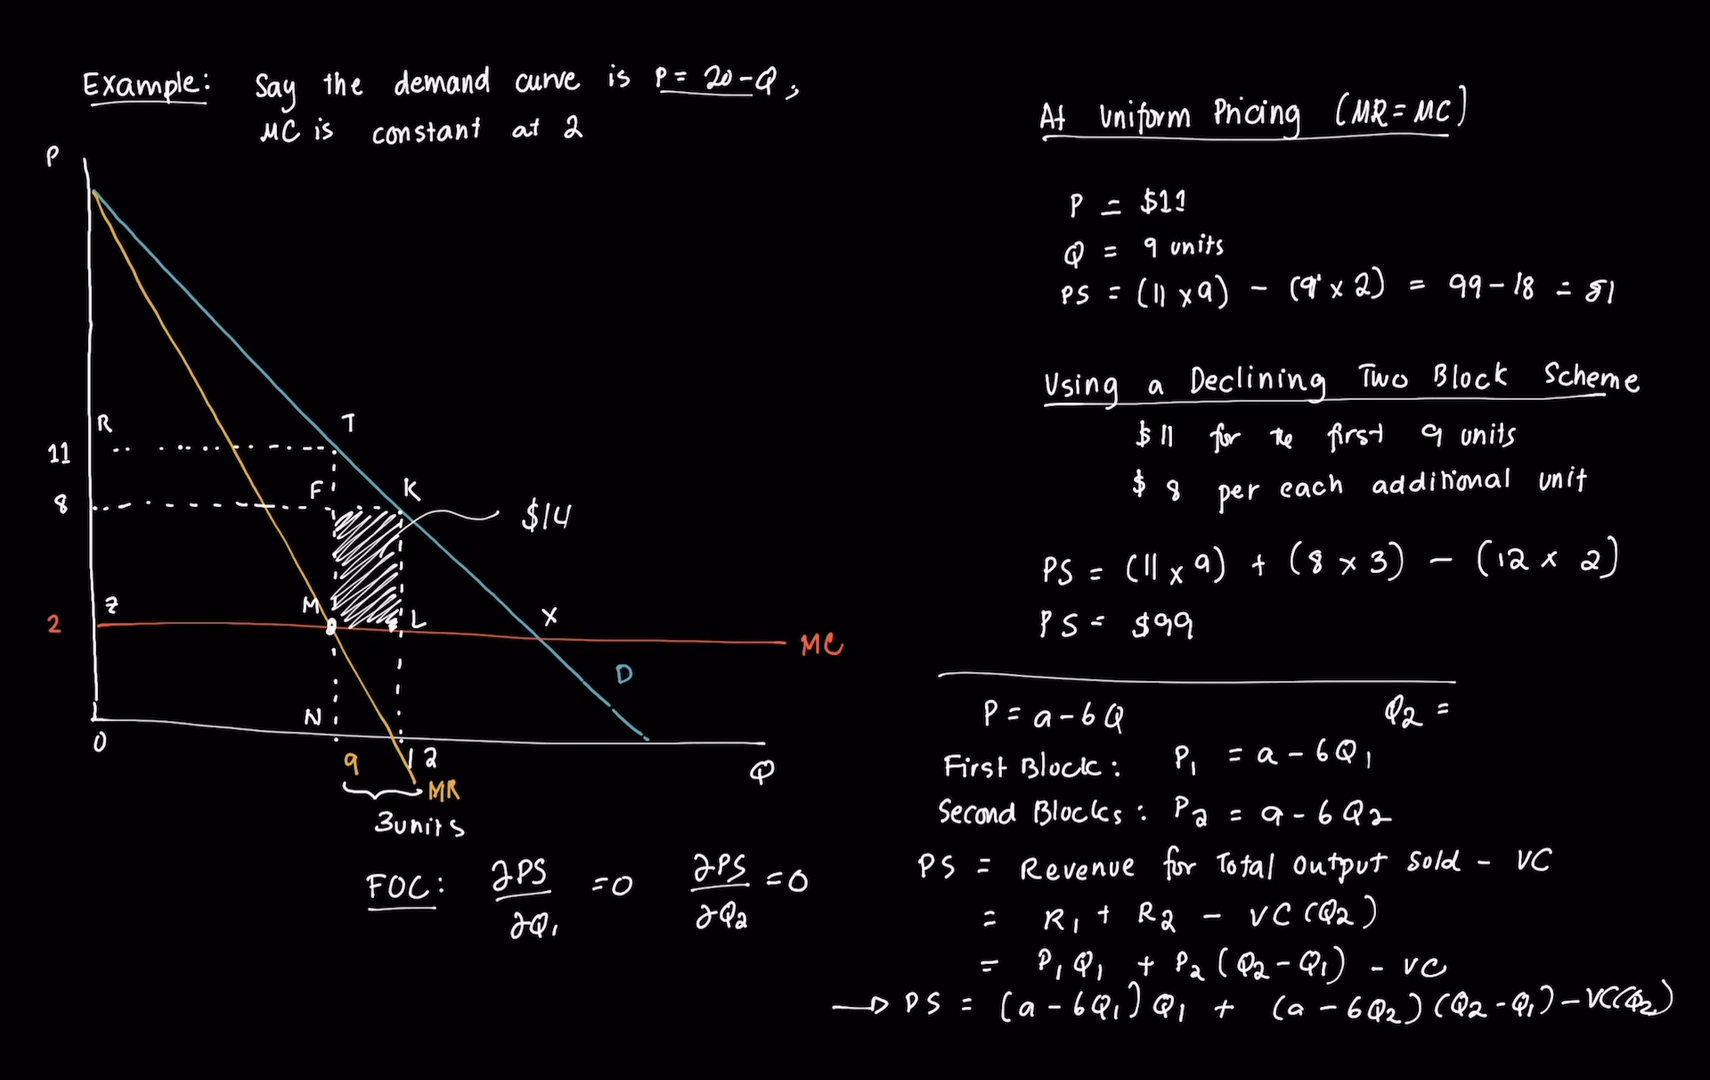 Example: Say the demand curve is P = 20 - Q,
MC is constant at 2
P
R
T
11
F
K
8
$14
Z
M
L
X
2
MC
D
N
0
9
12
Q
MR
3 units
FOC: ∂PS/∂Q₁ = 0 ∂PS/∂Q₂ = 0
At Uniform Pricing (MR = MC)
P = $11
Q = 9 units
PS = (11 x 9) - (9 x 2) = 99 - 18 = 81
Using a Declining Two Block Scheme
$11 for the first 9 units
$8 per each additional unit
PS = (11 x 9) + (8 x 3) - (12 x 2)
PS = $99
P = a - bQ Q₂ =
First Block: P₁ = a - bQ₁
Second Blocks: P₂ = a - bQ₂
PS = Revenue for Total Output Sold - VC
= R₁ + R₂ - VC(Q₂)
= P₁Q₁ + P₂(Q₂ - Q₁) - VC
→ PS = (a - bQ₁)Q₁ + (a - bQ₂)(Q₂ - Q₁) - VC(Q₂)